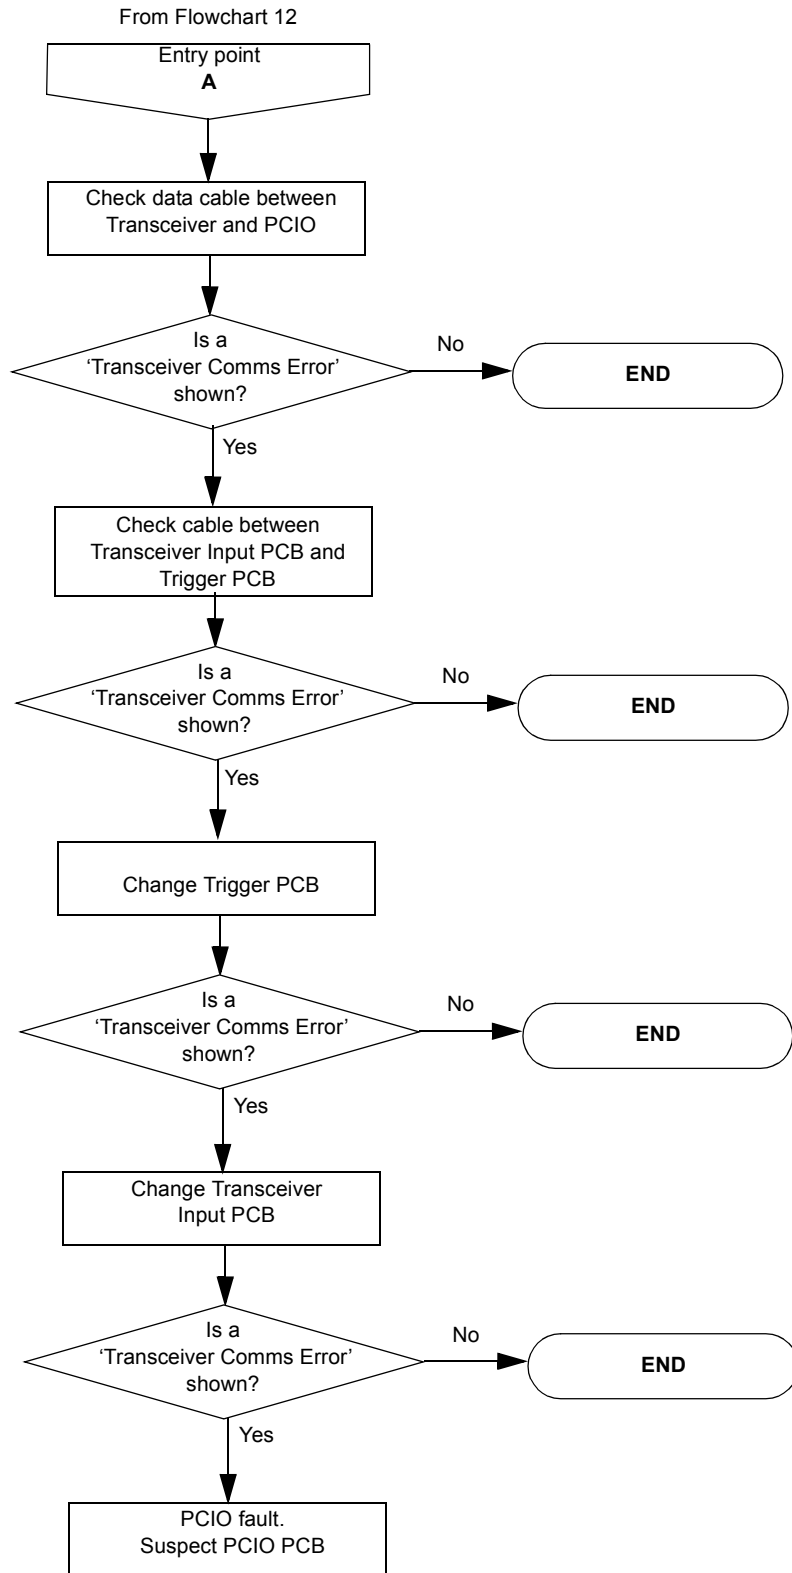 From Flowchart 12
Entry point
A
Check data cable between
Transceiver and PCIO
Is a
‘Transceiver Comms Error’
shown?
No
END
Yes
Check cable between
Transceiver Input PCB and
Trigger PCB
Is a
‘Transceiver Comms Error’
shown?
No
END
Yes
Change Trigger PCB
Is a
‘Transceiver Comms Error’
shown?
No
END
Yes
Change Transceiver
Input PCB
Is a
‘Transceiver Comms Error’
shown?
No
END
Yes
PCIO fault.
Suspect PCIO PCB